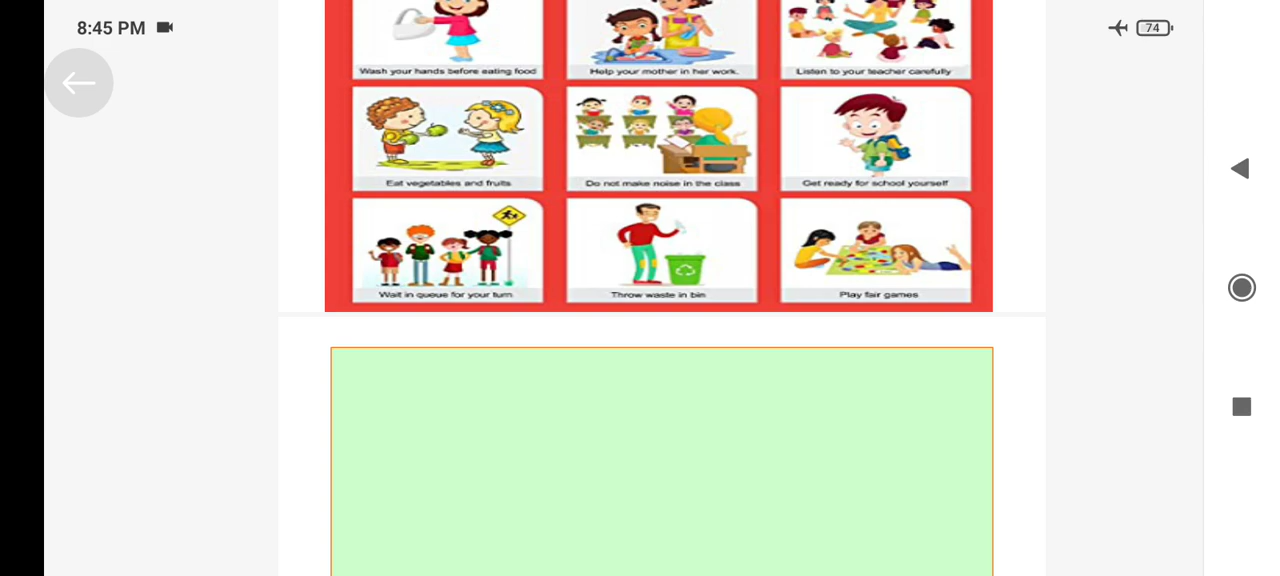 8:45 PM
74
Wash your hands before eating food
Help your mother in her work.
Listen to your teacher carefully
Eat vegetables and fruits
Do not make noise in the class
Get ready for school yourself
Wait in queue for your turn
Throw waste in bin
Play fair games